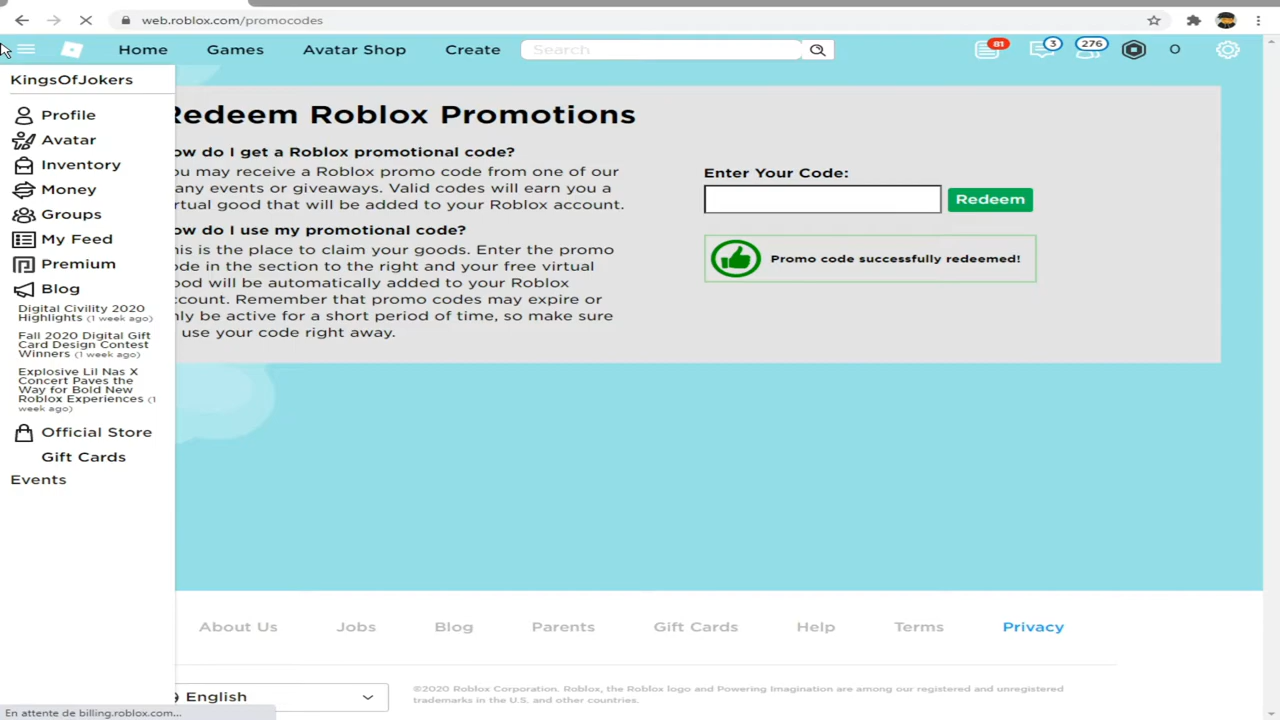 web.roblox.com/promocodes
Home Games Avatar Shop Create Search 81 3 276 0
KingsOfJokers
Profile
Avatar
Inventory
Money
Groups
My Feed
Premium
Blog
Digital Civility 2020
Highlights (1 week ago)
Fall 2020 Digital Gift
Card Design Contest
Winners (1 week ago)
Explosive Lil Nas X
Concert Paves the
Way for Bold New
Roblox Experiences (1
week ago)
Official Store
Gift Cards
Events
Redeem Roblox Promotions
ow do I get a Roblox promotional code?
u may receive a Roblox promo code from one of our
any events or giveaways. Valid codes will earn you a
rtual good that will be added to your Roblox account.
ow do I use my promotional code?
his is the place to claim your goods. Enter the promo
de in the section to the right and your free virtual
ood will be automatically added to your Roblox
count. Remember that promo codes may expire or
nly be active for a short period of time, so make sure
use your code right away.
Enter Your Code:
Redeem
Promo code successfully redeemed!
About Us Jobs Blog Parents Gift Cards Help Terms Privacy
English
©2020 Roblox Corporation. Roblox, the Roblox logo and Powering Imagination are among our registered and unregistered
trademarks in the U.S. and other countries.
En attente de billing.roblox.com...